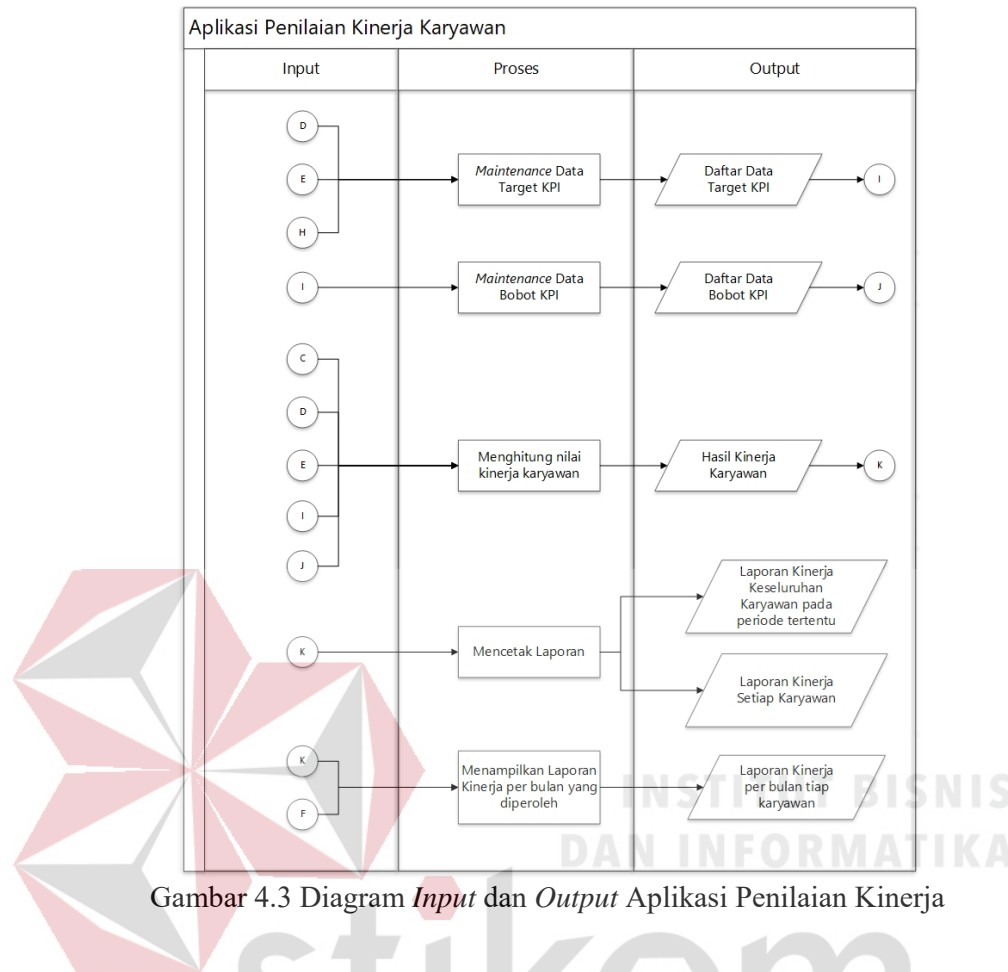 Aplikasi Penilaian Kinerja Karyawan
Input
Proses
Output
D
E
H
Maintenance Data
Target KPI
Daftar Data
Target KPI
I
I
Maintenance Data
Bobot KPI
Daftar Data
Bobot KPI
J
C
D
E
I
J
Menghitung nilai
kinerja karyawan
Hasil Kinerja
Karyawan
K
K
Mencetak Laporan
Laporan Kinerja
Keseluruhan
Karyawan pada
periode tertentu
Laporan Kinerja
Setiap Karyawan
K
F
Menampilkan Laporan
Kinerja per bulan yang
diperoleh
Laporan Kinerja
per bulan tiap
karyawan
INSTITUT BISNIS
DAN INFORMATIKA
Gambar 4.3 Diagram Input dan Output Aplikasi Penilaian Kinerja
stikom